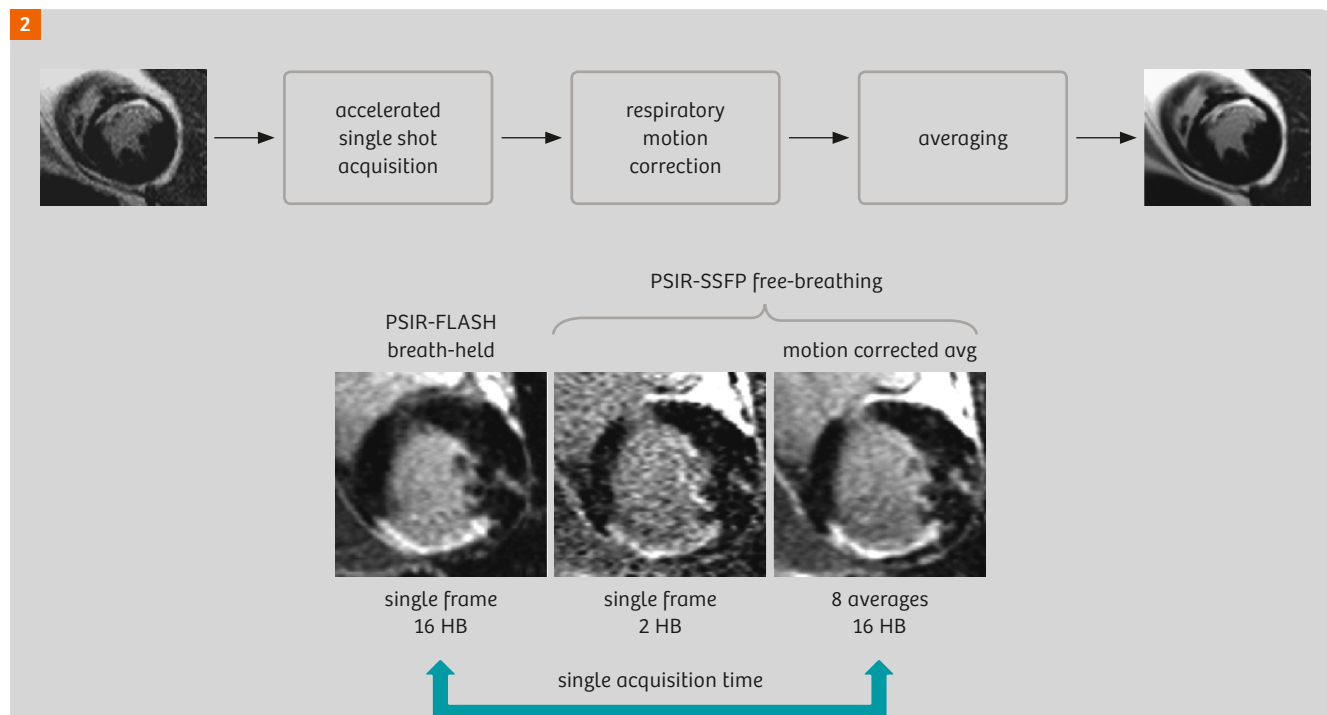 2
accelerated
single shot
acquisition
respiratory
motion
correction
averaging
PSIR-SSFP free-breathing
PSIR-FLASH
breath-held
motion corrected avg
single frame
16 HB
single frame
2 HB
8 averages
16 HB
single acquisition time